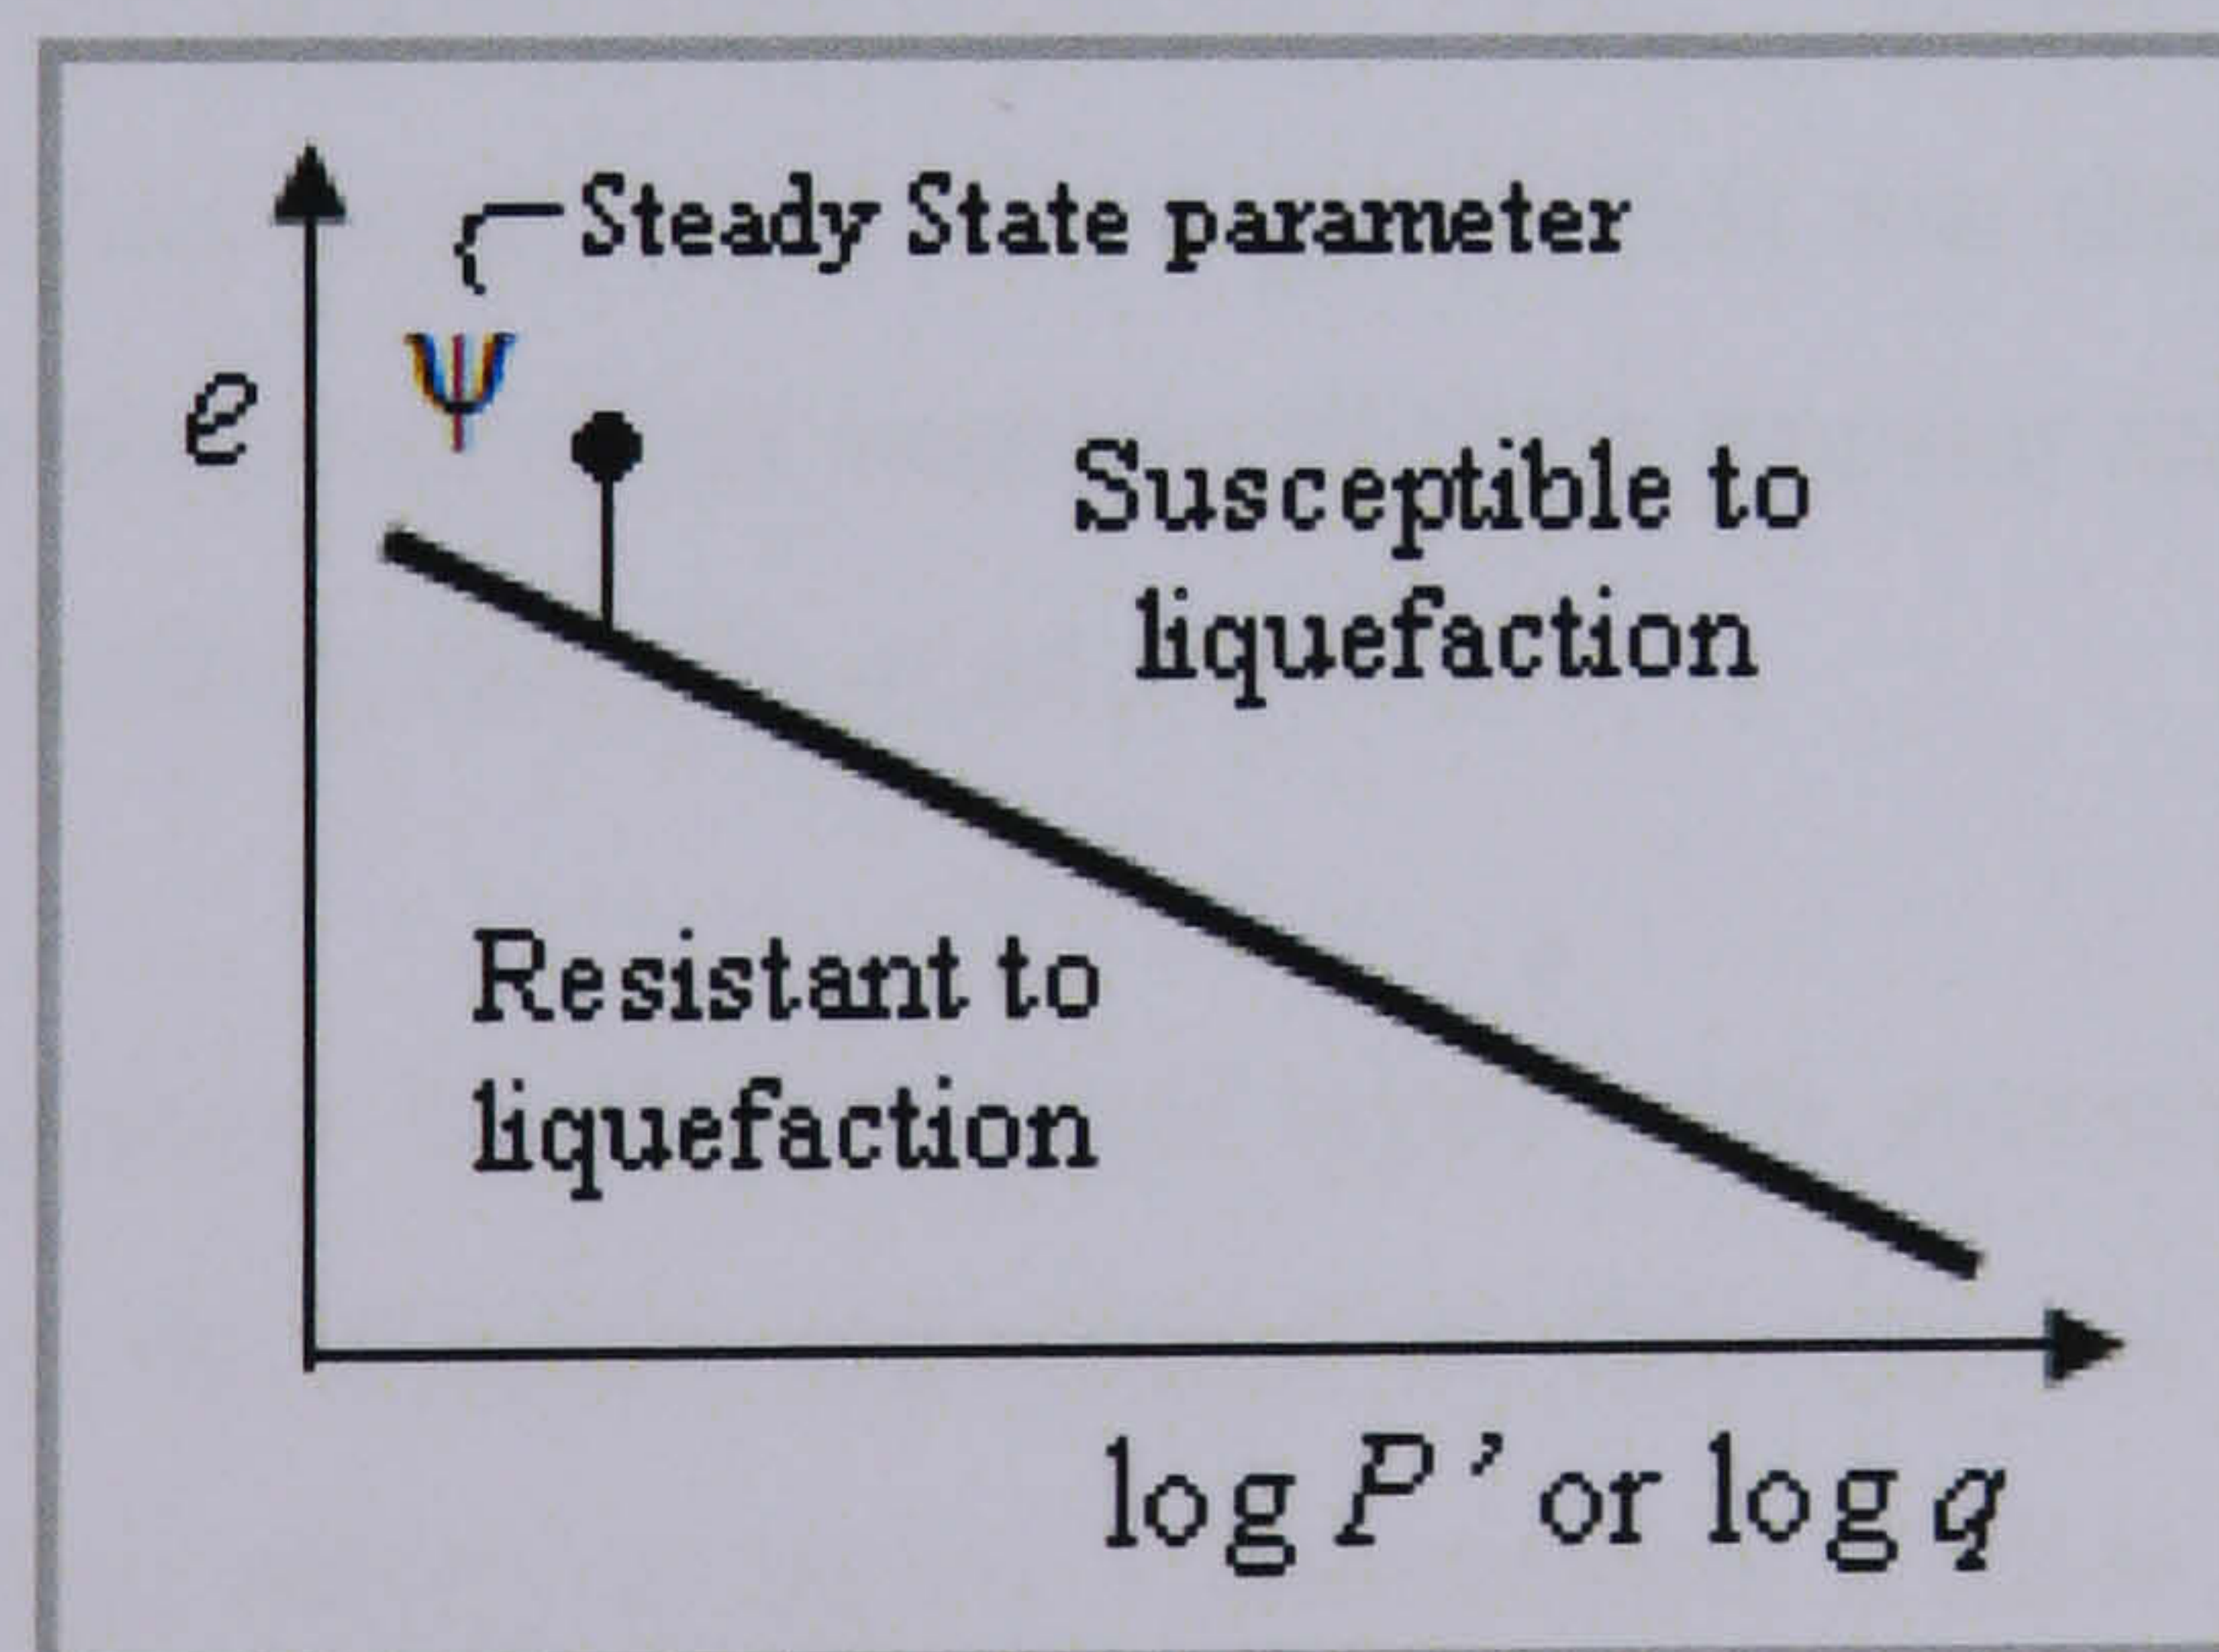 Steady State parameter
ψ
e
Susceptible to
liquefaction
Resistant to
liquefaction
log P’ or log q